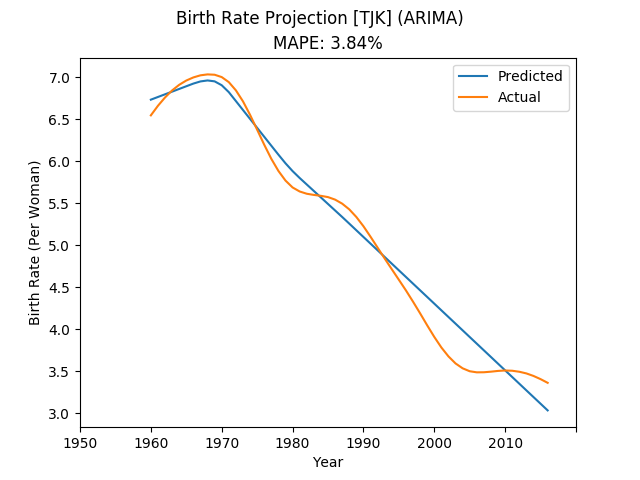 Birth Rate Projection [TJK] (ARIMA)
MAPE: 3.84%
Predicted
Actual
Birth Rate (Per Woman)
7.0
6.5
6.0
5.5
5.0
4.5
4.0
3.5
3.0
1950 1960 1970 1980 1990 2000 2010
Year